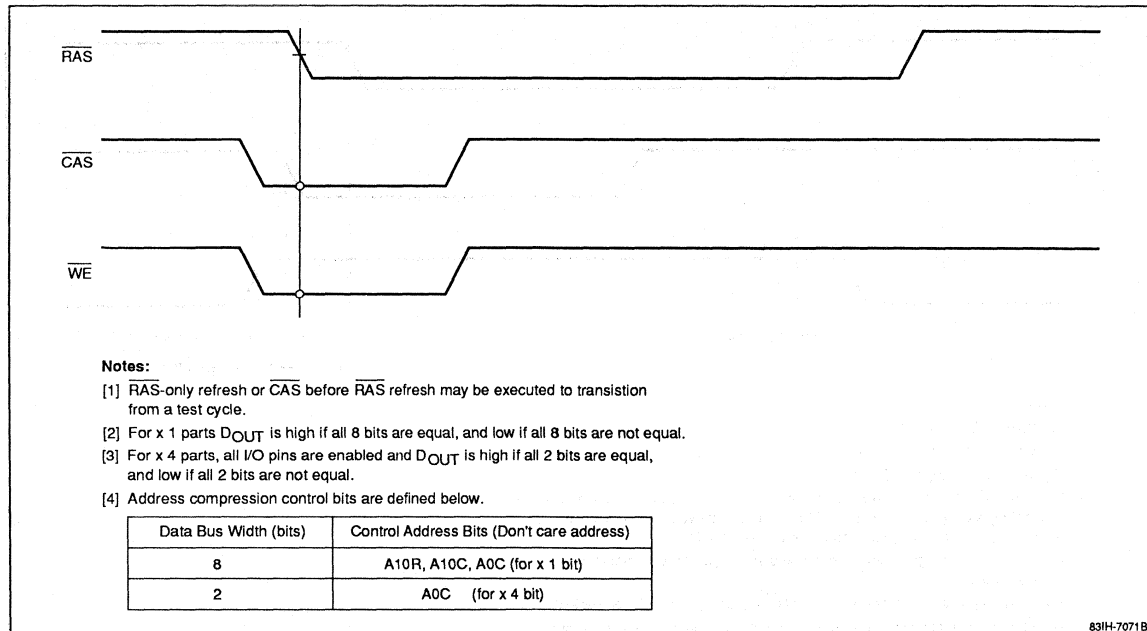 RAS
CAS
WE
Notes:
[1] RAS-only refresh or CAS before RAS refresh may be executed to transistion
from a test cycle.
[2] For x 1 parts DOUT is high if all 8 bits are equal, and low if all 8 bits are not equal.
[3] For x 4 parts, all I/O pins are enabled and DOUT is high if all 2 bits are equal,
and low if all 2 bits are not equal.
[4] Address compression control bits are defined below.
Data Bus Width (bits) Control Address Bits (Don't care address)
8 A10R, A10C, A0C (for x 1 bit)
2 A0C (for x 4 bit)
83IH-7071B